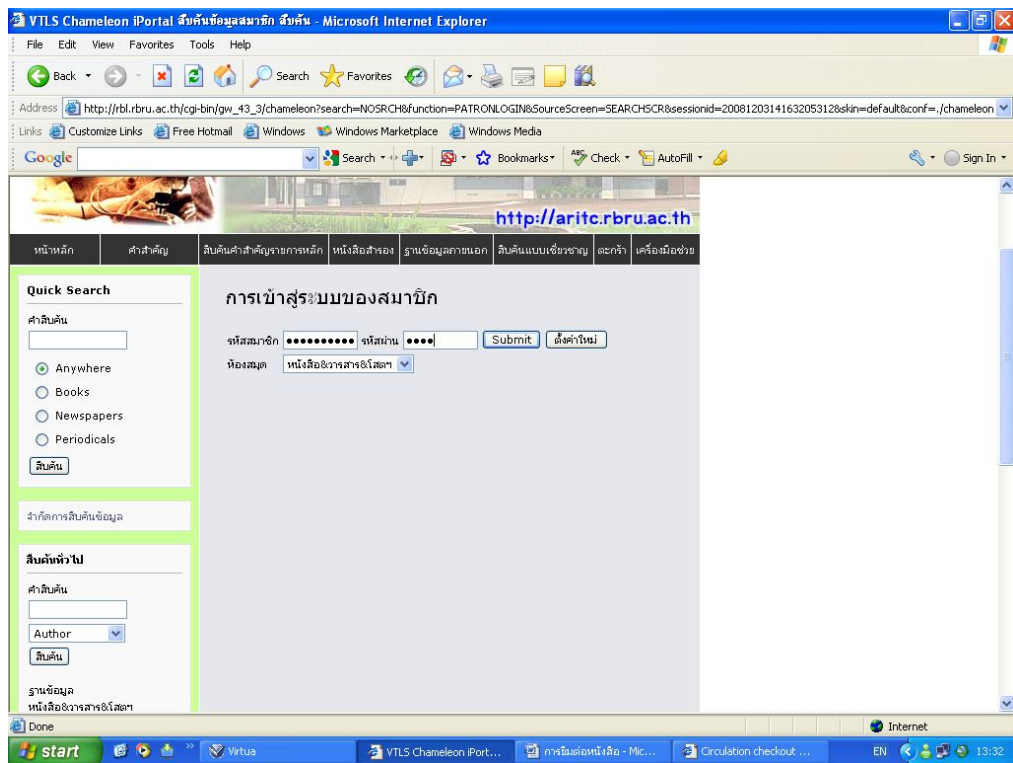 VTLS Chameleon iPortal สืบค้นข้อมูลสมาชิก สืบค้น - Microsoft Internet Explorer
File Edit View Favorites Tools Help
Back Search Favorites
Address http://rbl.rbru.ac.th/cgi-bin/gw_43_3/chameleon?search=NOSRCH&function=PATRONLOGIN&SourceScreen=SEARCHSCR&sessionid=2008120314163205312&skin=default&conf=./chameleon
Links Customize Links Free Hotmail Windows Windows Marketplace Windows Media
Google Search Bookmarks ABC Check AutoFill Sign In
http://aritc.rbru.ac.th
หน้าหลัก คำสำคัญ สืบค้นคำสำคัญรายการหลัก หนังสือสำรอง ฐานข้อมูลภายนอก สืบค้นแบบเชี่ยวชาญ ตะกร้า เครื่องมือช่วย
Quick Search
คำสืบค้น
Anywhere
Books
Newspapers
Periodicals
สืบค้น
จำกัดการสืบค้นข้อมูล
สืบค้นทั่วไป
คำสืบค้น
Author
สืบค้น
ฐานข้อมูล
หนังสือ&วารสาร&โสตฯ
การเข้าสู่ระบบของสมาชิก
รหัสสมาชิก ●●●●●●●●●● รหัสผ่าน ●●●● Submit ตั้งค่าใหม่
ห้องสมุด หนังสือ&วารสาร&โสตฯ
Done Internet
start Virtua VTLS Chameleon iPort... การยืมต่อหนังสือ - Mic... Circulation checkout ... EN 13:32